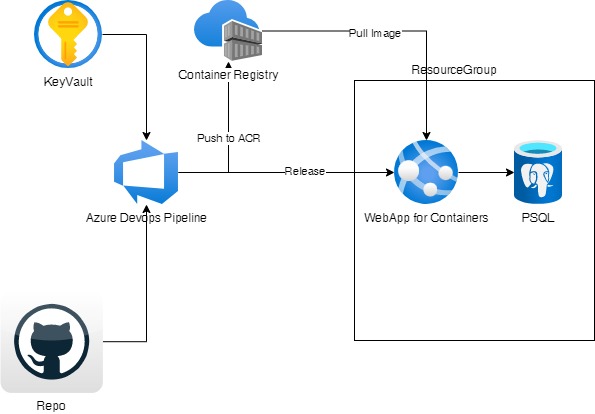 Pull Image
ResourceGroup
KeyVault
Container Registry
Push to ACR
Release
Azure Devops Pipeline
WebApp for Containers
PSQL
Repo